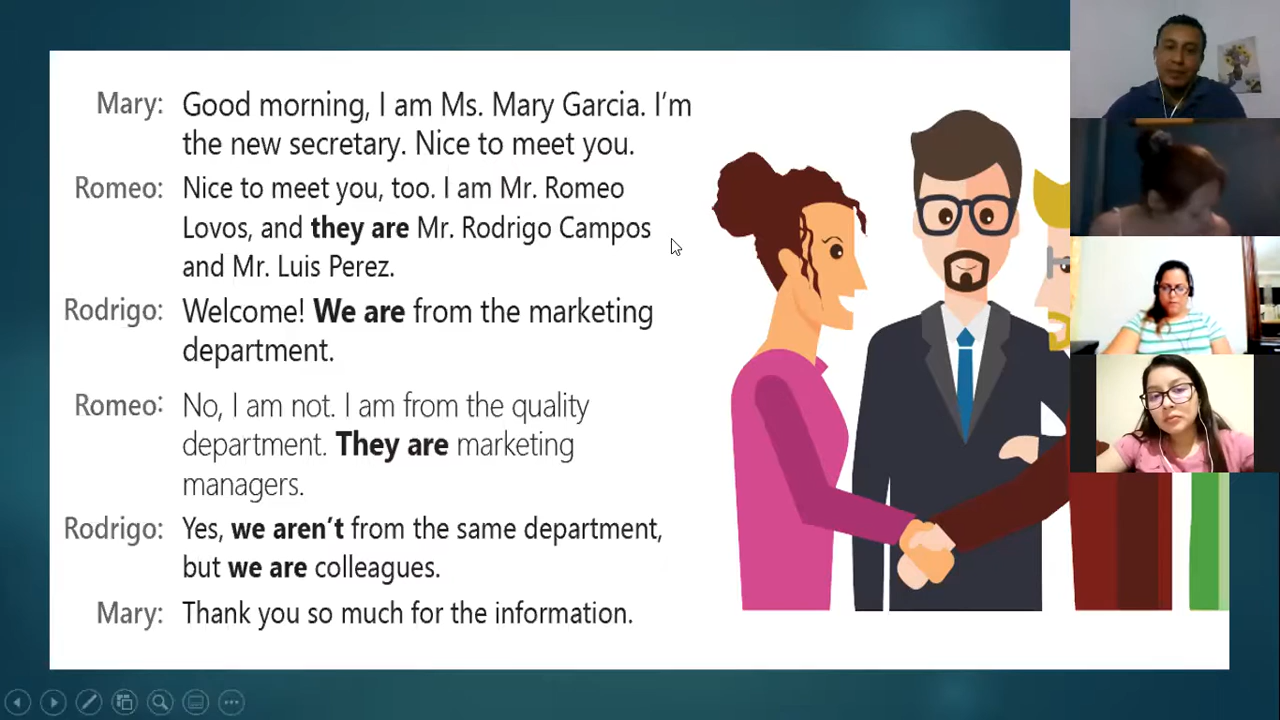 Mary: Good morning, I am Ms. Mary Garcia. I'm
the new secretary. Nice to meet you.
Romeo: Nice to meet you, too. I am Mr. Romeo
Lovos, and they are Mr. Rodrigo Campos
and Mr. Luis Perez.
Rodrigo: Welcome! We are from the marketing
department.
Romeo: No, I am not. I am from the quality
department. They are marketing
managers.
Rodrigo: Yes, we aren't from the same department,
but we are colleagues.
Mary: Thank you so much for the information.